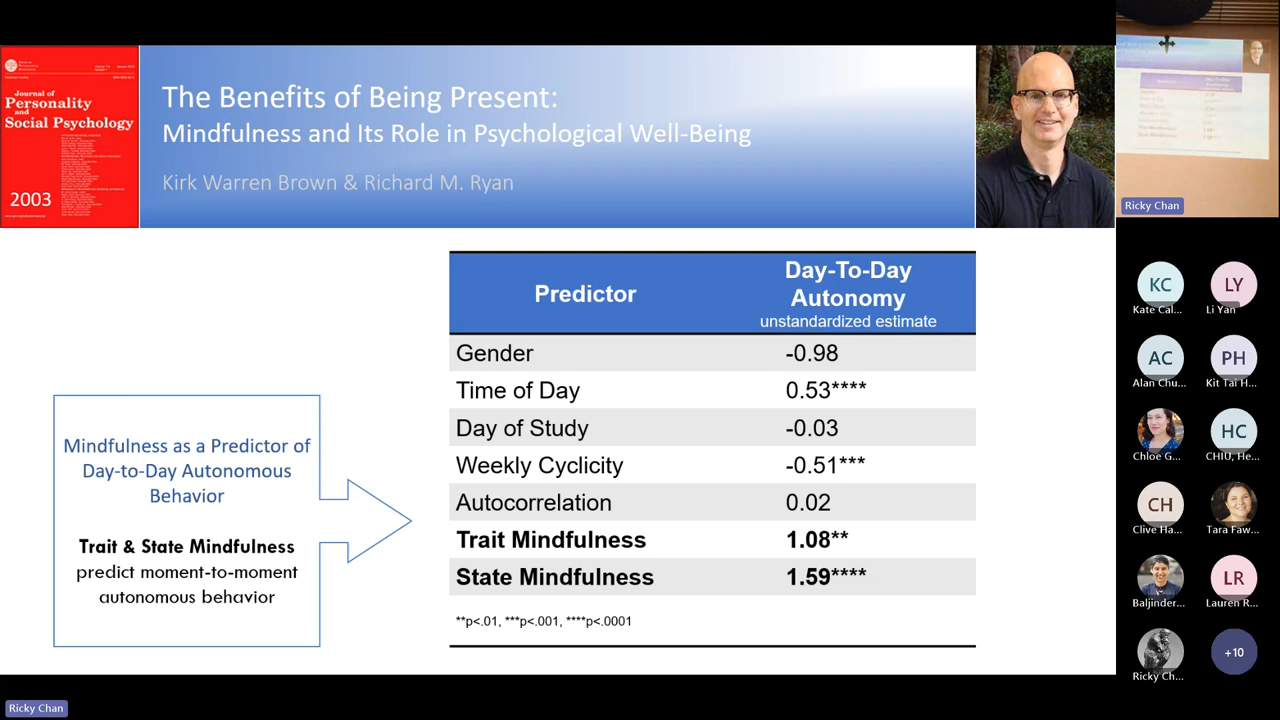 Journal of
Personality
and
Social Psychology
2003
The Benefits of Being Present:
Mindfulness and Its Role in Psychological Well-Being
Kirk Warren Brown & Richard M. Ryan
Mindfulness as a Predictor of
Day-to-Day Autonomous
Behavior
Trait & State Mindfulness
predict moment-to-moment
autonomous behavior
Predictor
Day-To-Day
Autonomy
unstandardized estimate
Gender -0.98
Time of Day 0.53****
Day of Study -0.03
Weekly Cyclicity -0.51***
Autocorrelation 0.02
Trait Mindfulness 1.08**
State Mindfulness 1.59****
**p<.01, ***p<.001, ****p<.0001
Ricky Chan
KC LY
Kate Cal... Li Yan
AC PH
Alan Chu... Kit Tai H...
HC
Chloe G... CHIU, He...
CH
Clive Ha... Tara Faw...
LR
Baljinder... Lauren R...
+10
Ricky Ch...
Ricky Chan